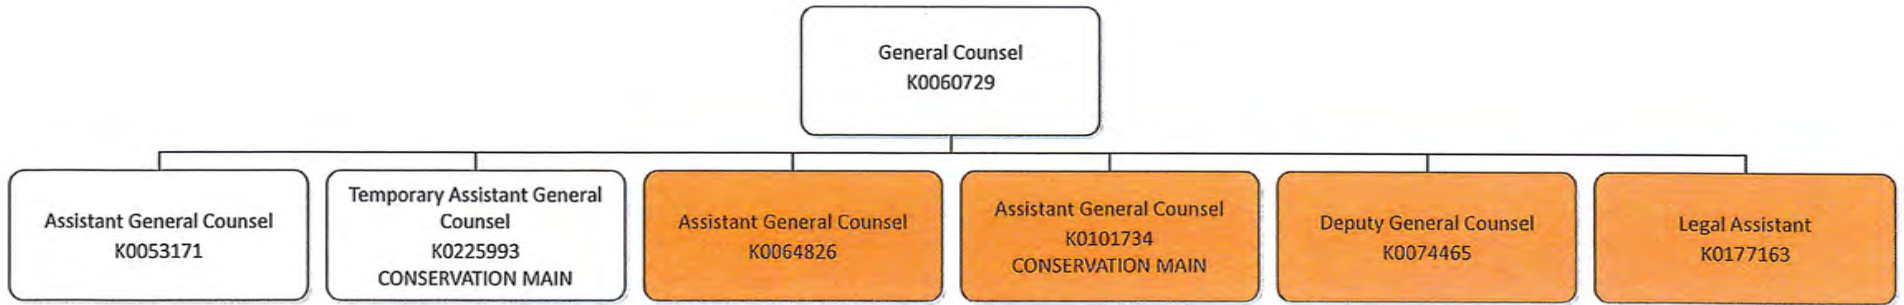 General Counsel
K0060729
Assistant General Counsel
K0053171
Temporary Assistant General
Counsel
K0225993
CONSERVATION MAIN
Assistant General Counsel
K0064826
Assistant General Counsel
K0101734
CONSERVATION MAIN
Deputy General Counsel
K0074465
Legal Assistant
K0177163